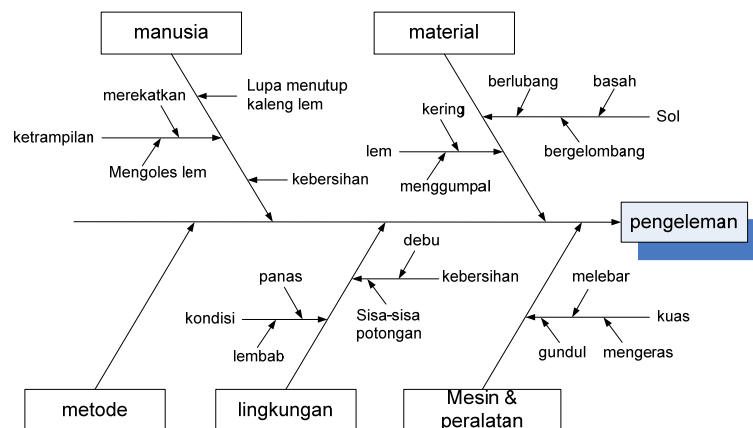 manusia
material
Lupa menutup
kaleng lem
merekatkan
ketrampilan
Mengoles lem
kebersihan
berlubang
basah
kering
Sol
bergelombang
lem
menggumpal
pengeleman
debu
kebersihan
panas
Sisa-sisa
potongan
kondisi
lembab
melebar
kuas
gundul
mengeras
metode
lingkungan
Mesin &
peralatan